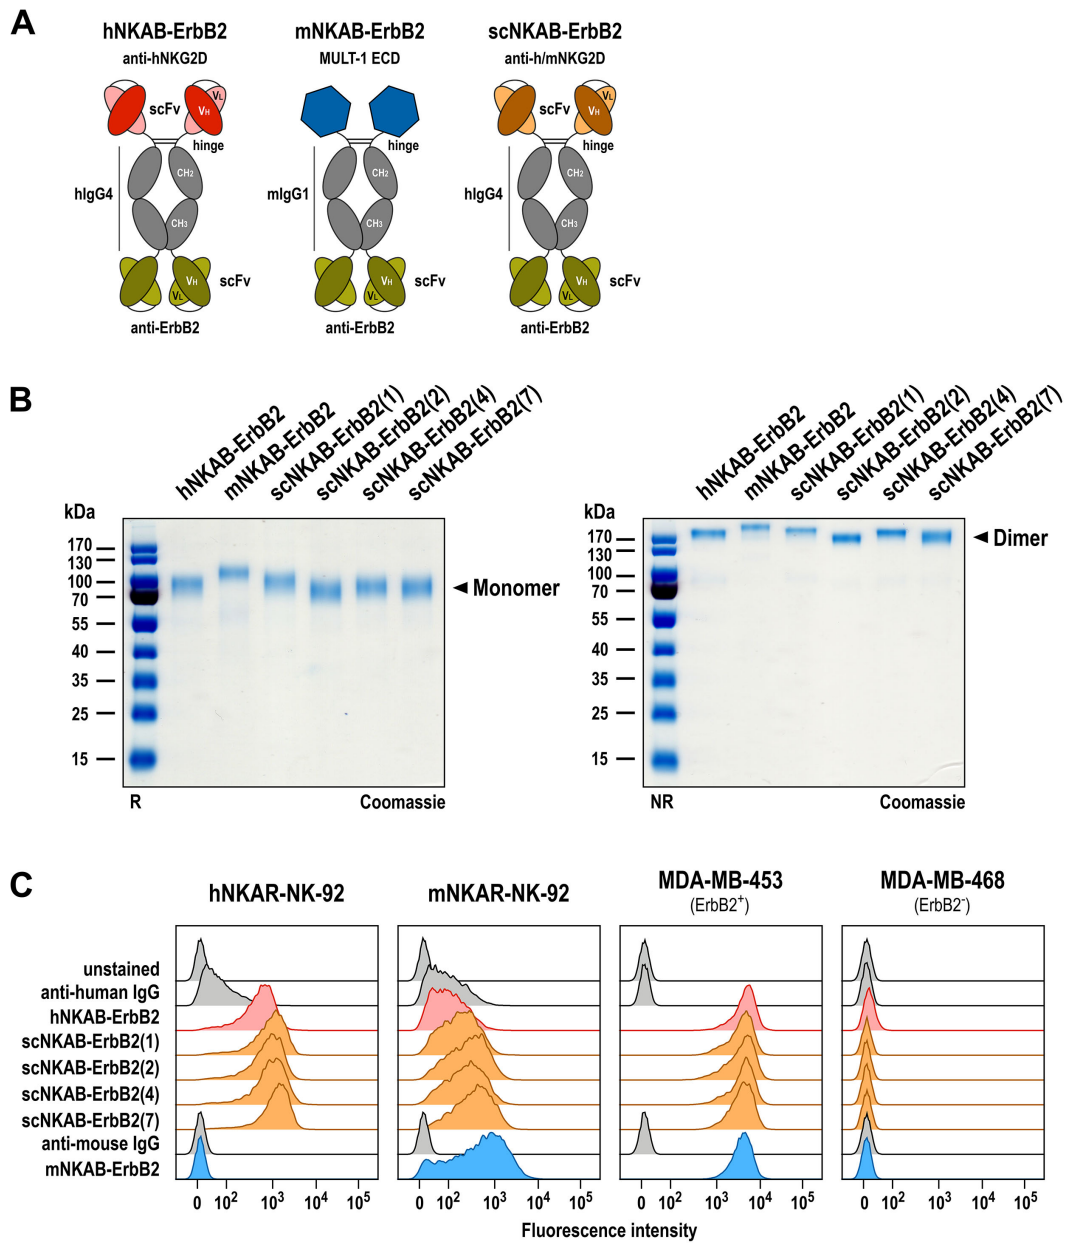 A
hNKAB-ErbB2
mNKAB-ErbB2
scNKAB-ErbB2
anti-hNKG2D
MULT-1 ECD
anti-h/mNKG2D
scFv
VH
VL
scFv
VH
VL
hinge
hinge
hinge
hIgG4
CH2
CH3
mIgG1
CH2
CH3
hIgG4
CH2
CH3
VH
VL
scFv
VH
VL
scFv
VH
VL
scFv
anti-ErbB2
anti-ErbB2
anti-ErbB2
B
hNKAB-ErbB2
mNKAB-ErbB2
scNKAB-ErbB2(1)
scNKAB-ErbB2(2)
scNKAB-ErbB2(4)
scNKAB-ErbB2(7)
kDa
170
130
100
70
55
40
35
25
15
Monomer
R
Coomassie
hNKAB-ErbB2
mNKAB-ErbB2
scNKAB-ErbB2(1)
scNKAB-ErbB2(2)
scNKAB-ErbB2(4)
scNKAB-ErbB2(7)
kDa
170
130
100
70
55
40
35
25
15
Dimer
NR
Coomassie
C
hNKAR-NK-92
mNKAR-NK-92
MDA-MB-453
(ErbB2+)
MDA-MB-468
(ErbB2-)
unstained
anti-human IgG
hNKAB-ErbB2
scNKAB-ErbB2(1)
scNKAB-ErbB2(2)
scNKAB-ErbB2(4)
scNKAB-ErbB2(7)
anti-mouse IgG
mNKAB-ErbB2
0 10² 10³ 10⁴ 10⁵
0 10² 10³ 10⁴ 10⁵
0 10² 10³ 10⁴ 10⁵
0 10² 10³ 10⁴ 10⁵
Fluorescence intensity